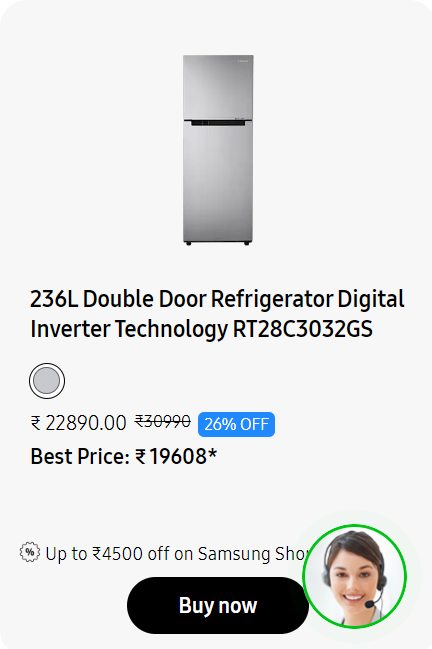 236L Double Door Refrigerator Digital
Inverter Technology RT28C3032GS
₹ 22890.00 ₹30990 26% OFF
Best Price: ₹ 19608*
% Up to ₹4500 off on Samsung
Buy now